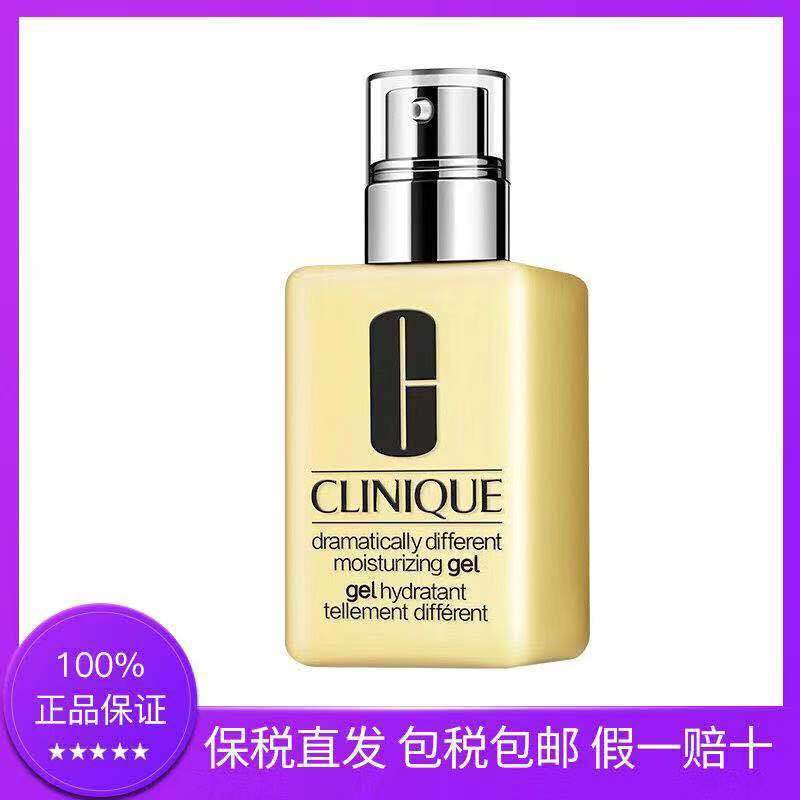 CLINIQUE
dramatically different
moisturizing gel
gel hydratant
tellement différent
100%
正品保证
★★★★★
保税直发 包税包邮 假一赔十